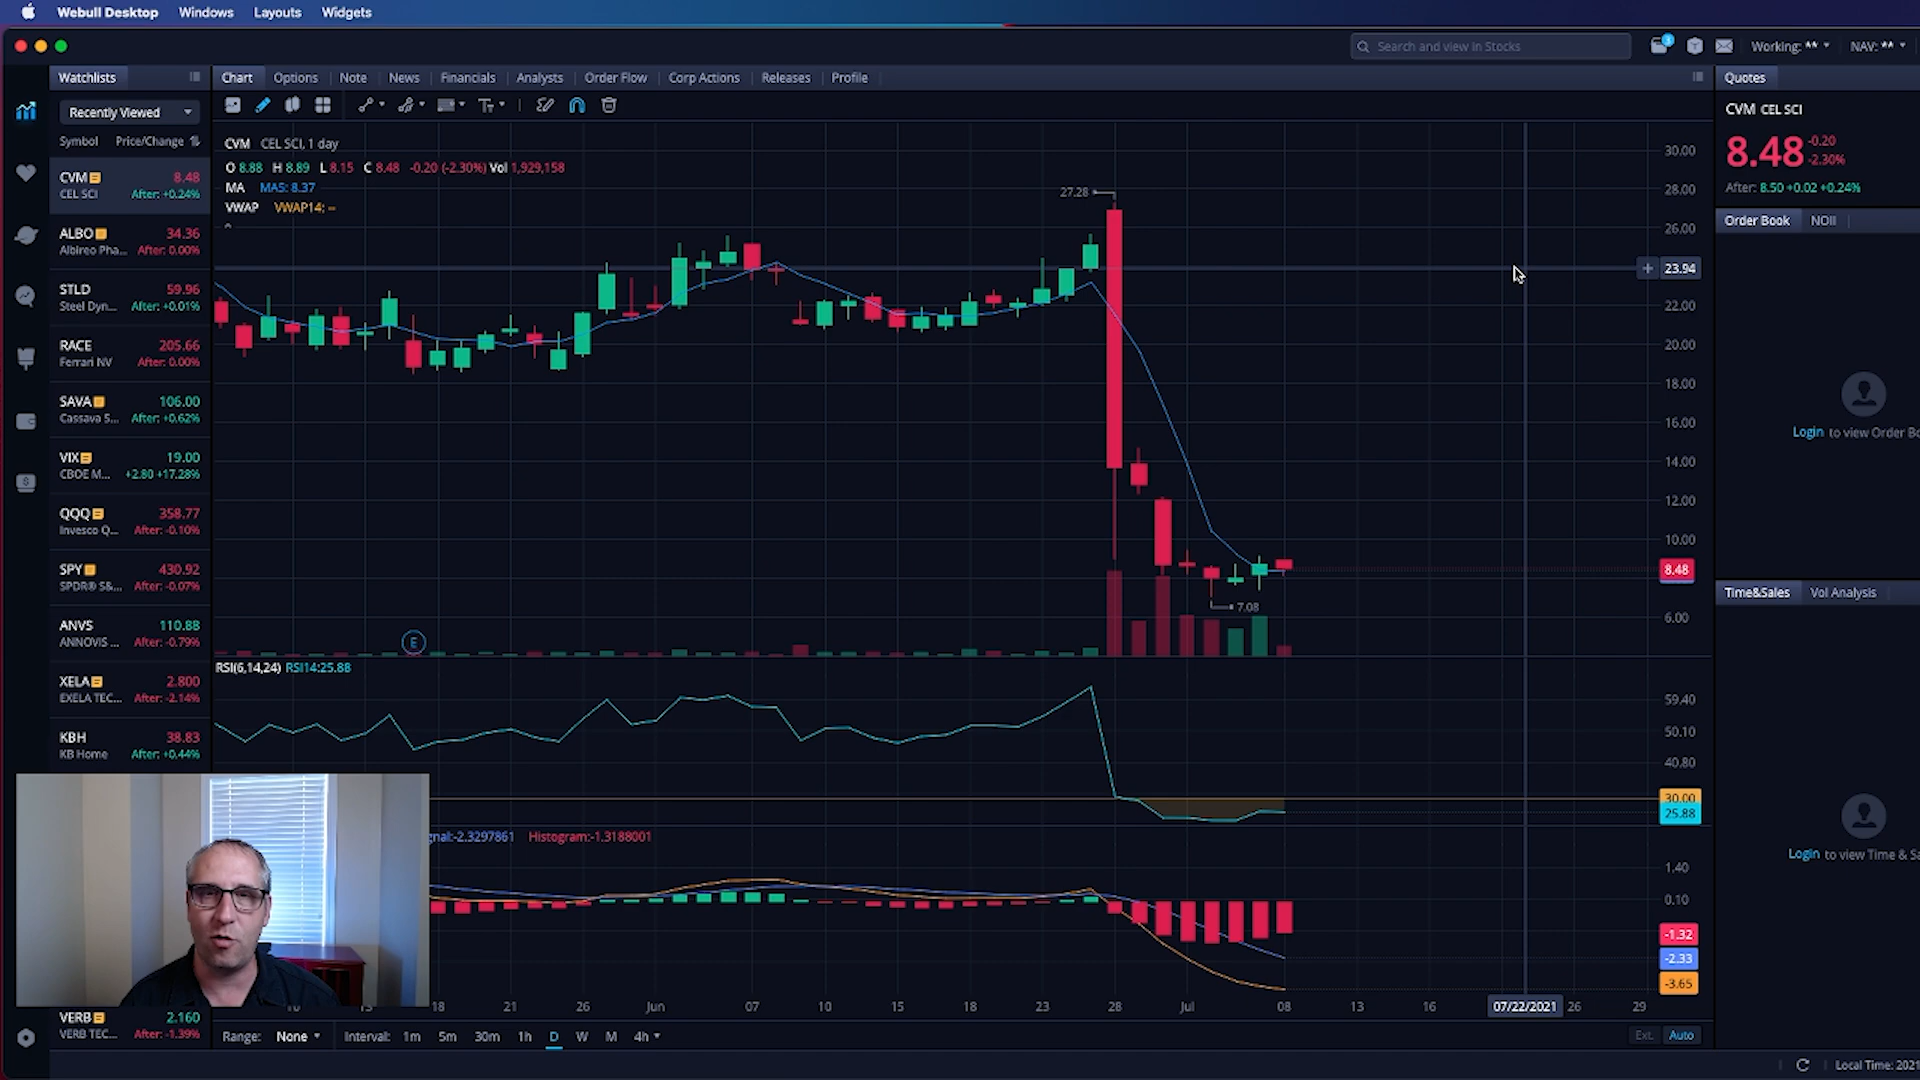 Webull Desktop Windows Layouts Widgets
Search and view in Stocks 3 Working: ** NAV: **
Watchlists
Chart Options Note News Financials Analysts Order Flow Corp Actions Releases Profile
Quotes
Recently Viewed
Symbol Price/Change
CVM 8.48
CEL SCI After: +0.24%
ALBO 34.36
Albireo Pha... After: 0.00%
STLD 59.96
Steel Dyn... After: +0.01%
RACE 205.66
Ferrari NV After: 0.00%
SAVA 106.00
Cassava S... After: +0.62%
VIX 19.00
CBOE M... +2.80 +17.28%
QQQ 358.77
Invesco Q... After: -0.10%
SPY 430.92
SPDR® S&... After: -0.07%
ANVS 110.88
ANNOVIS ... After: -0.79%
XELA 2.800
EXELA TEC... After: -2.14%
KBH 38.83
KB Home After: +0.44%
VERB 2.160
VERB TEC... After: -1.39%
CVM CEL SCI, 1 day
O 8.88 H 8.89 L 8.15 C 8.48 -0.20 (-2.30%) Vol 1,929,158
MA MA5: 8.37
VWAP VWAP14: --
27.28
7.08
E
30.00
28.00
26.00
23.94
22.00
20.00
18.00
16.00
14.00
12.00
10.00
8.48
6.00
RSI(6,14,24) RSI14:25.88
59.40
50.10
40.80
30.00
25.88
gnal:-2.3297861 Histogram:-1.3188001
1.40
0.10
-1.32
-2.33
-3.65
18 21 26 Jun 07 10 15 18 23 28 Jul 08 13 16 07/22/2021 26 29
Range: None Interval: 1m 5m 30m 1h D W M 4h
Ext. Auto
CVM CEL SCI
8.48 -0.20
-2.30%
After: 8.50 +0.02 +0.24%
Order Book NOII
Login to view Order Bo
Time&Sales Vol Analysis
Login to view Time & Sa
Local Time: 2021